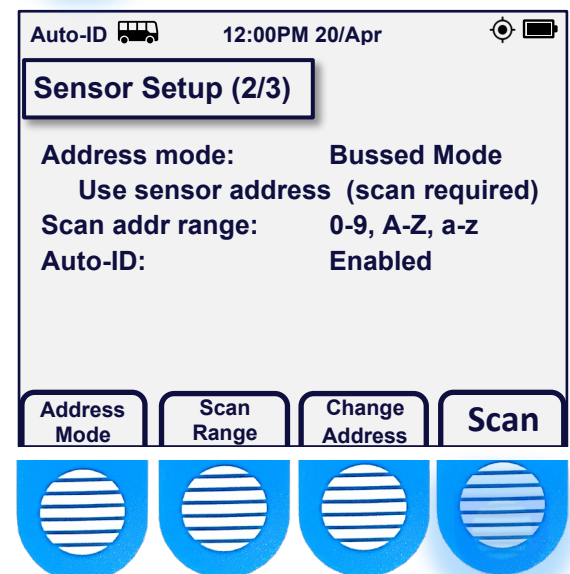 Auto-ID 12:00PM 20/Apr
Sensor Setup (2/3)
Address mode: Bussed Mode
Use sensor address (scan required)
Scan addr range: 0-9, A-Z, a-z
Auto-ID: Enabled
Address Mode
Scan Range
Change Address
Scan